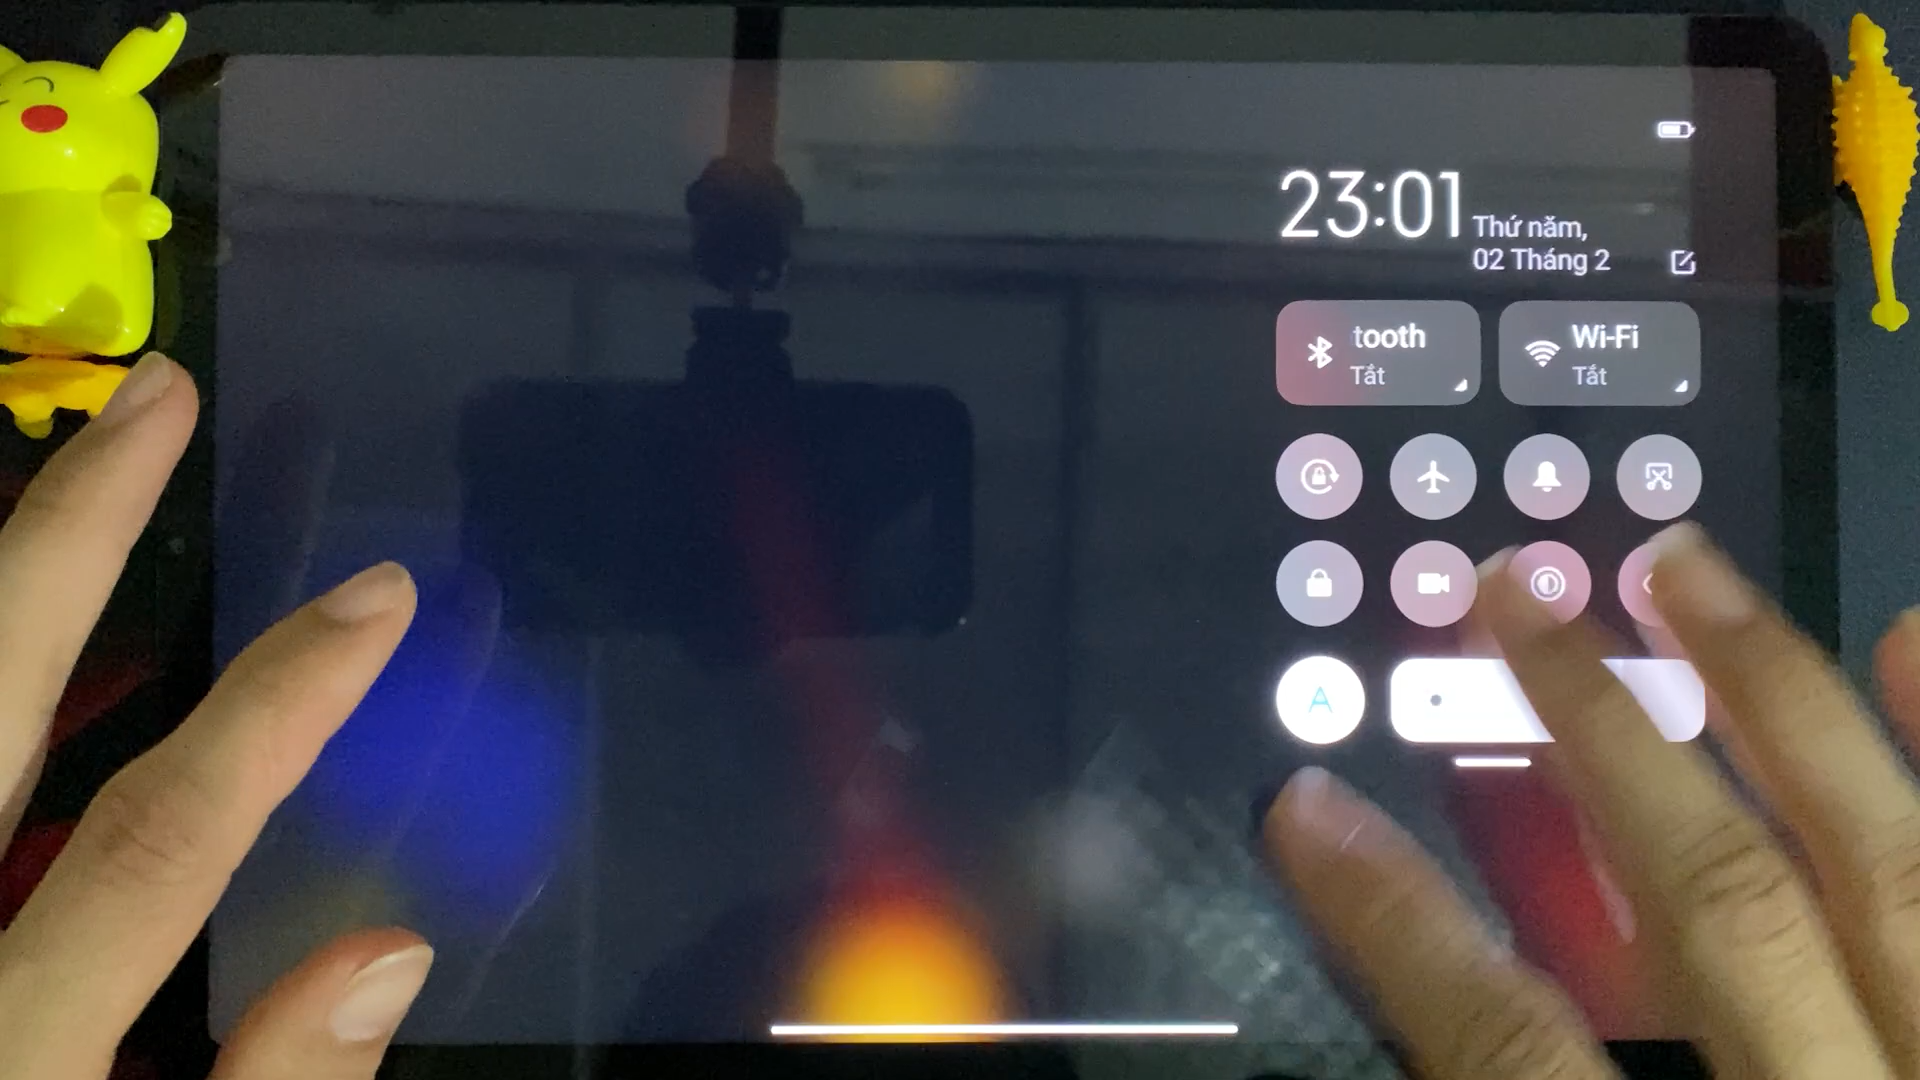 23:01
Thứ năm,
02 Tháng 2
tooth
Tắt
Wi-Fi
Tắt
A